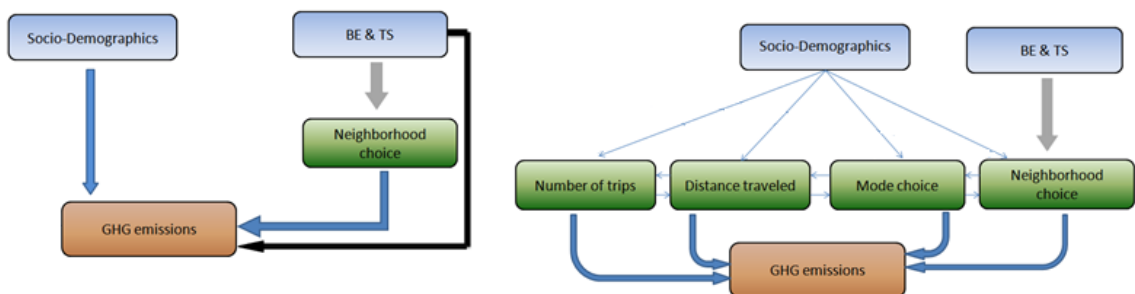 Socio-Demographics
BE & TS
Neighborhood
choice
GHG emissions
Socio-Demographics
BE & TS
Number of trips
Distance traveled
Mode choice
Neighborhood
choice
GHG emissions